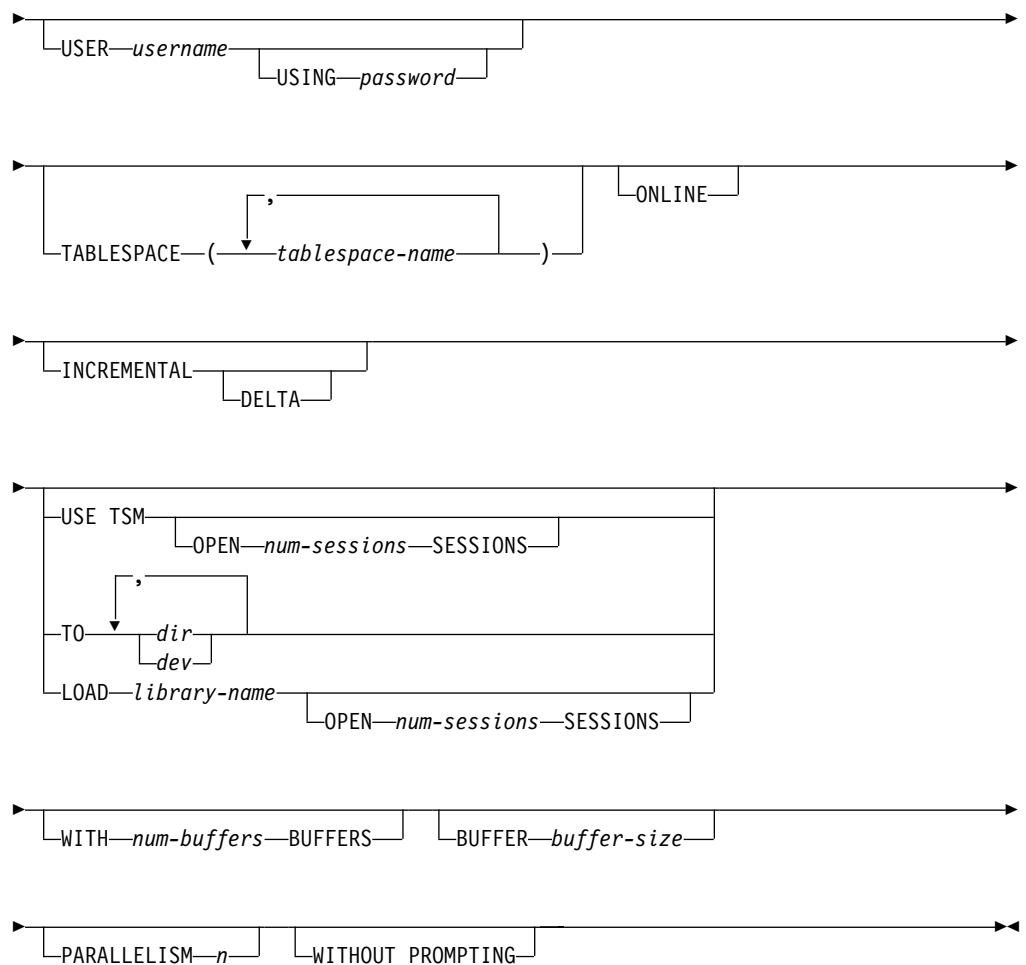 USER username
USING password
,
ONLINE
TABLESPACE ( tablespace-name )
INCREMENTAL
DELTA
USE TSM
OPEN num-sessions SESSIONS
,
TO dir
dev
LOAD library-name
OPEN num-sessions SESSIONS
WITH num-buffers BUFFERS BUFFER buffer-size
PARALLELISM n WITHOUT PROMPTING